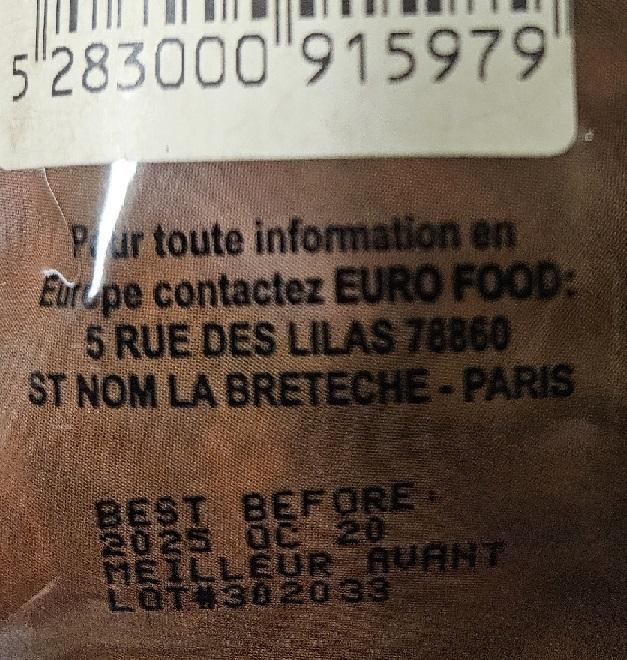 5 283000 915979
Pour toute information en
Europe contactez EURO FOOD:
5 RUE DES LILAS 78860
ST NOM LA BRETECHE - PARIS
BEST BEFORE
2025 OC 20
MEILLEUR AVANT
LOT#302033